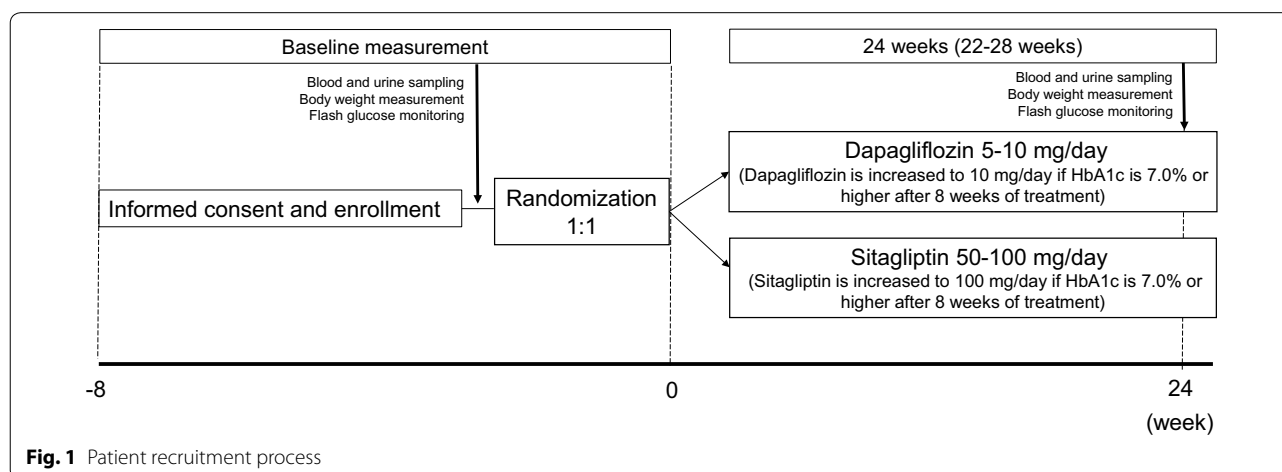 Baseline measurement
24 weeks (22-28 weeks)
Blood and urine sampling
Body weight measurement
Flash glucose monitoring
Blood and urine sampling
Body weight measurement
Flash glucose monitoring
Informed consent and enrollment
Randomization
1:1
Dapagliflozin 5-10 mg/day
(Dapagliflozin is increased to 10 mg/day if HbA1c is 7.0% or
higher after 8 weeks of treatment)
Sitagliptin 50-100 mg/day
(Sitagliptin is increased to 100 mg/day if HbA1c is 7.0% or
higher after 8 weeks of treatment)
-8
0
24
(week)
Fig. 1 Patient recruitment process